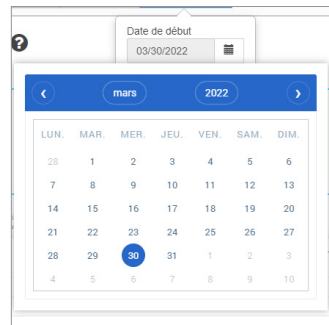 Date de début
03/30/2022
mars 2022
LUN. MAR. MER. JEU. VEN. SAM. DIM.
28 1 2 3 4 5 6
7 8 9 10 11 12 13
14 15 16 17 18 19 20
21 22 23 24 25 26 27
28 29 30 31 1 2 3
4 5 6 7 8 9 10